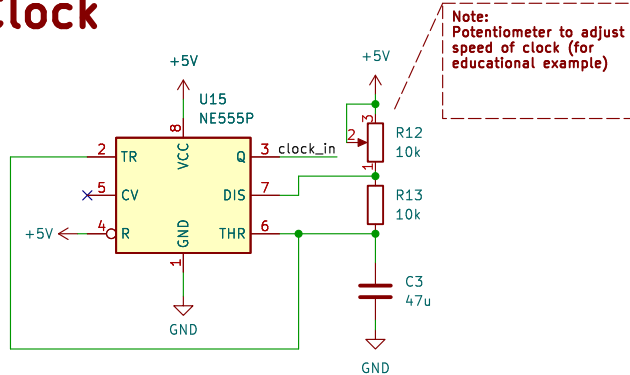 Clock
Note:
Potentiometer to adjust
speed of clock (for
educational example)
+5V
+5V
U15
NE555P
8
VCC
3
2
R12
10k
1
2
TR
Q
3
clock_in
5
CV
DIS
7
R13
10k
+5V
4
R
GND
THR
6
1
C3
47u
GND
GND